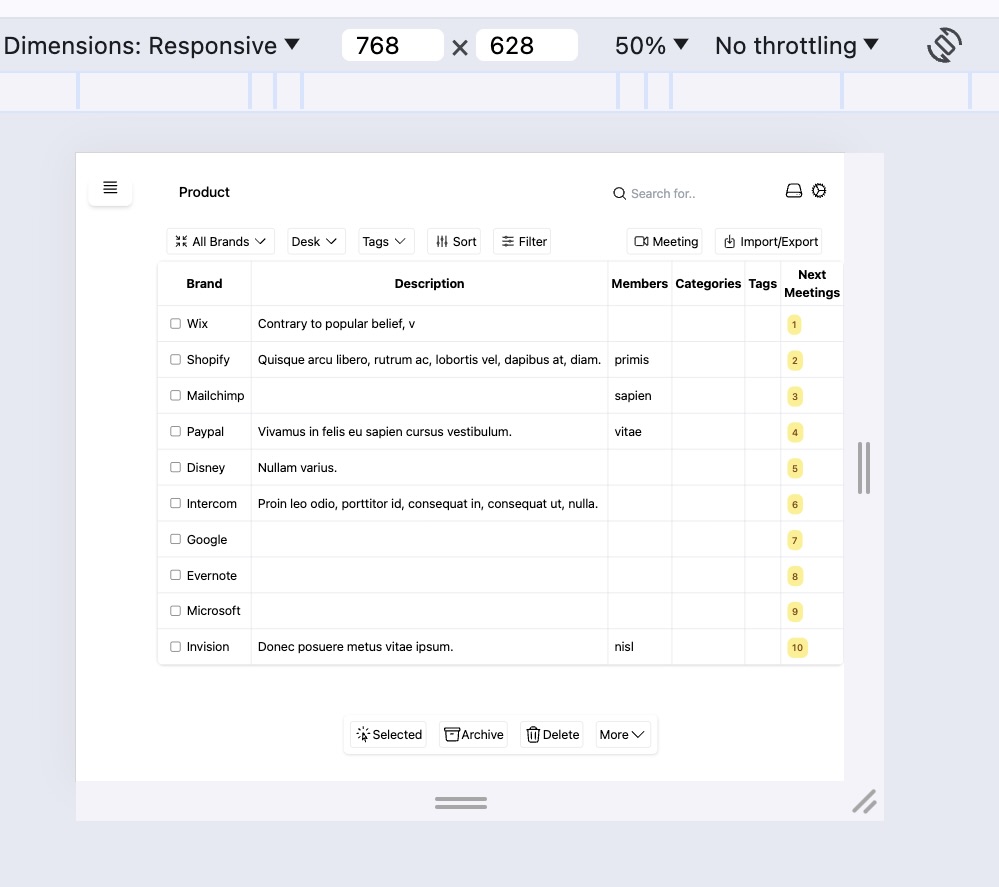 Dimensions: Responsive 768 × 628 50% No throttling
Product Search for..
All Brands Desk Tags Sort Filter Meeting Import/Export
Brand Description Members Categories Tags Next Meetings
Wix Contrary to popular belief, v 1
Shopify Quisque arcu libero, rutrum ac, lobortis vel, dapibus at, diam. primis 2
Mailchimp sapien 3
Paypal Vivamus in felis eu sapien cursus vestibulum. vitae 4
Disney Nullam varius. 5
Intercom Proin leo odio, porttitor id, consequat in, consequat ut, nulla. 6
Google 7
Evernote 8
Microsoft 9
Invision Donec posuere metus vitae ipsum. nisl 10
Selected Archive Delete More